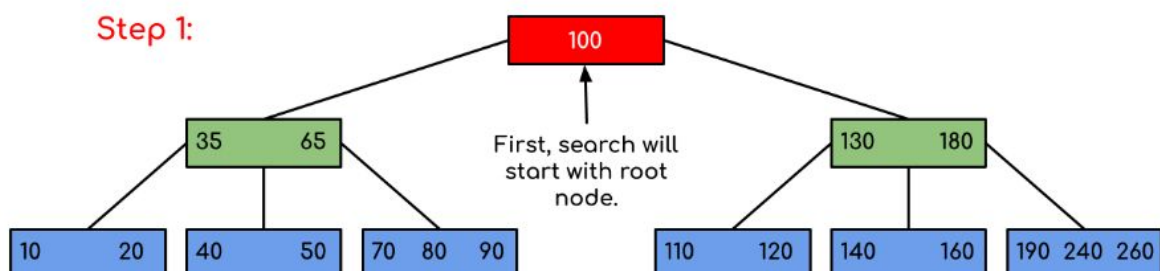 Step 1:
100
35 65
130 180
First, search will
start with root
node.
10 20
40 50
70 80 90
110 120
140 160
190 240 260